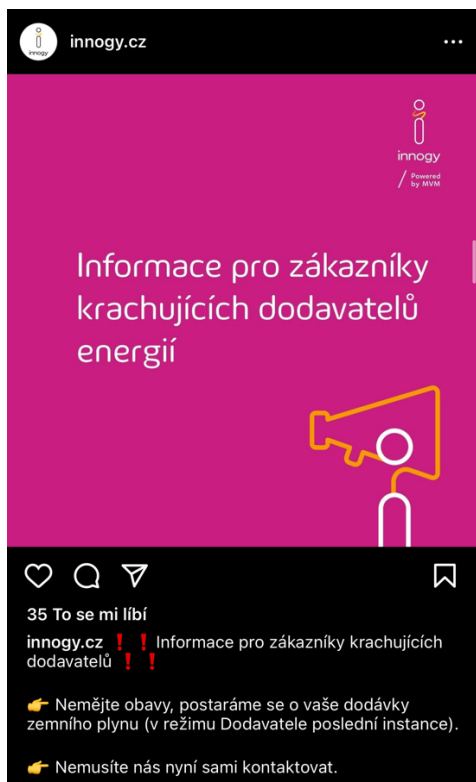 innogy
innogy.cz
innogy
Powered
by MVM
Informace pro zákazníky
krachujících dodavatelů
energií
35 To se mi líbí
innogy.cz ❗❗ Informace pro zákazníky krachujících
dodavatelů ❗❗
👉 Nemějte obavy, postaráme se o vaše dodávky
zemního plynu (v režimu Dodavatele poslední instance).
👉 Nemusíte nás nyní sami kontaktovat.